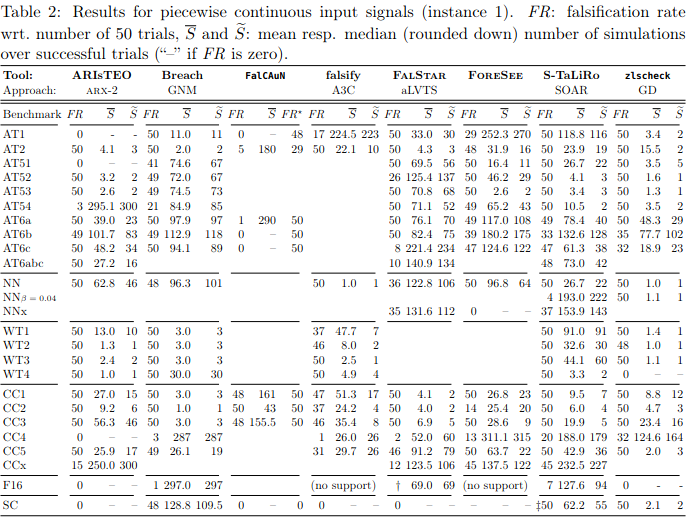 Table 2: Results for piecewise continuous input signals (instance 1). FR: falsification rate
wrt. number of 50 trials, S̄ and S̃: mean resp. median (rounded down) number of simulations
over successful trials (“–” if FR is zero).
Tool: ARIsTEO Breach FalCAuN falsify FALSTAR FORESEE S-TaLiRo zlscheck
Approach: ARX-2 GNM A3C aLVTS SOAR GD
Benchmark FR S̄ S̃ FR S̄ S̃ FR S̄ FR* FR S̄ S̃ FR S̄ S̃ FR S̄ S̃ FR S̄ S̃ FR S̄ S̃
AT1 0 - - 50 11.0 11 0 – 48 17 224.5 223 50 33.0 30 29 252.3 270 50 118.8 116 50 3.4 2
AT2 50 4.1 3 50 2.0 2 5 180 29 50 22.1 10 50 4.3 3 48 31.9 16 50 23.9 19 50 15.5 2
AT51 0 – – 41 74.6 67 50 69.5 56 50 16.4 11 50 26.7 22 50 3.5 5
AT52 50 3.2 2 49 72.0 67 26 125.4 137 50 46.2 29 50 4.1 3 50 1.6 1
AT53 50 2.6 2 49 74.5 73 50 70.8 68 50 2.6 2 50 3.4 3 50 1.3 1
AT54 3 295.1 300 21 84.9 85 50 71.1 52 49 65.2 43 50 10.5 2 50 3.5 2
AT6a 50 39.0 23 50 97.9 97 1 290 50 50 76.1 70 49 117.0 108 49 78.4 40 50 48.3 29
AT6b 49 101.7 83 49 112.9 118 0 – 50 50 82.4 75 39 180.2 175 33 132.6 128 35 77.7 102
AT6c 50 48.2 34 50 94.1 89 0 – 50 8 221.4 234 47 124.6 122 47 61.3 38 32 18.9 23
AT6abc 50 27.2 16 10 140.9 134 48 73.0 42
NN 50 62.8 46 48 96.3 101 50 1.0 1 36 122.8 106 50 96.8 64 50 26.7 22 50 1.0 1
NNβ = 0.04 4 193.0 222 50 1.1 1
NNx 35 131.6 112 0 – – 37 153.9 143
WT1 50 13.0 10 50 3.0 3 37 47.7 7 50 91.0 91 50 1.4 1
WT2 50 1.3 1 50 3.0 3 46 8.0 2 50 32.6 30 48 1.0 1
WT3 50 2.4 2 50 3.0 3 50 2.5 1 50 44.1 60 50 1.1 1
WT4 50 1.0 1 50 30.0 30 50 4.9 4 50 3.3 2 0 – –
CC1 50 27.0 15 50 3.0 3 48 161 50 47 51.3 17 50 4.1 2 50 26.8 23 50 9.5 7 50 8.8 12
CC2 50 9.2 6 50 1.0 1 50 43 50 37 24.2 4 50 4.0 2 14 25.4 20 50 6.0 4 50 4.7 3
CC3 50 56.3 46 50 3.0 3 48 155.5 50 46 35.4 8 50 6.9 5 50 28.6 9 50 19.9 5 50 23.4 16
CC4 0 – – 3 287 287 1 26.0 26 2 52.0 60 13 311.1 315 20 188.0 179 32 124.6 164
CC5 50 25.9 17 49 26.1 19 31 29.7 26 46 91.2 79 50 63.7 22 50 42.9 36 50 2.0 3
CCx 15 250.0 300 12 123.5 106 45 137.5 122 45 232.5 227
F16 0 – – 1 297.0 297 (no support) † 69.0 69 (no support) 7 127.6 94 0 - -
SC 0 – – 48 128.8 109.5 0 – 0 0 – – 0 – – 0 – – ‡50 62.2 55 50 2.1 2